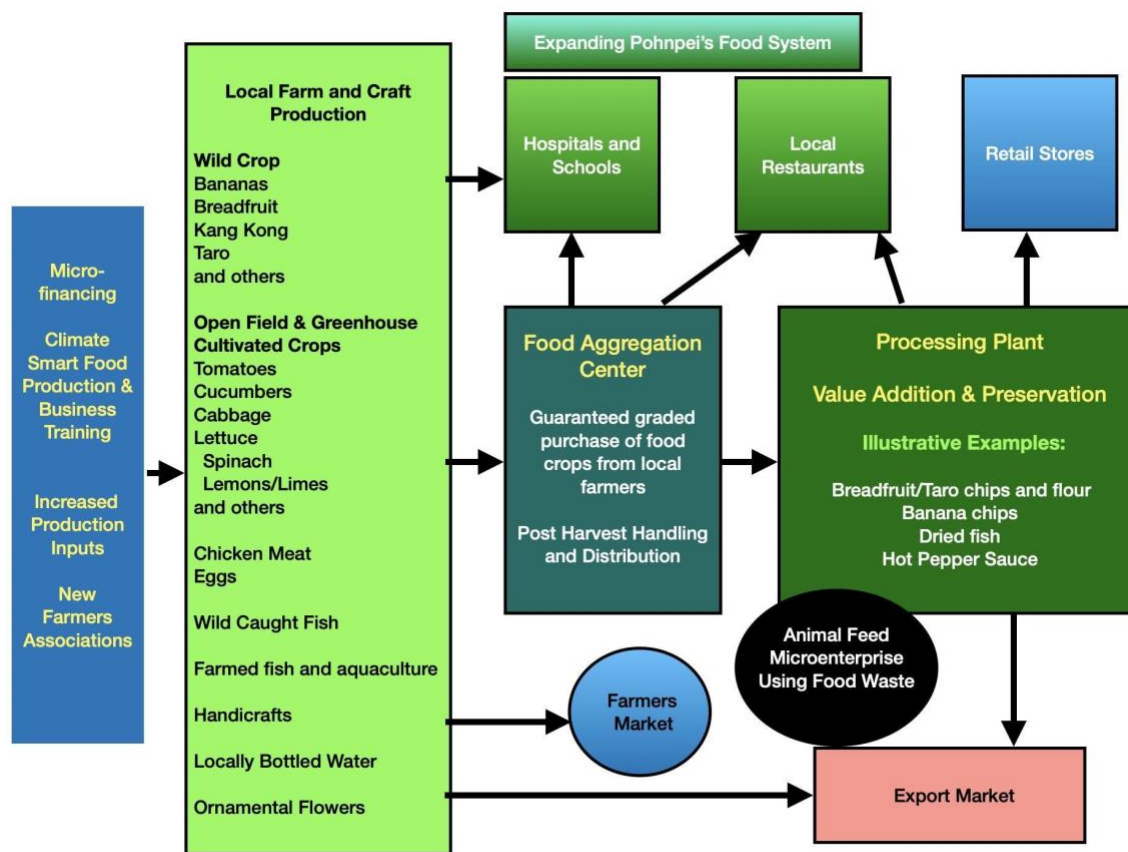 Expanding Pohnpei's Food System
Micro-
financing
Climate
Smart Food
Production &
Business
Training
Increased
Production
Inputs
New
Farmers
Associations
Local Farm and Craft
Production
Wild Crop
Bananas
Breadfruit
Kang Kong
Taro
and others
Open Field & Greenhouse
Cultivated Crops
Tomatoes
Cucumbers
Cabbage
Lettuce
Spinach
Lemons/Limes
and others
Chicken Meat
Eggs
Wild Caught Fish
Farmed fish and aquaculture
Handicrafts
Locally Bottled Water
Ornamental Flowers
Hospitals and
Schools
Local
Restaurants
Retail Stores
Food Aggregation
Center
Guaranteed graded
purchase of food
crops from local
farmers
Post Harvest Handling
and Distribution
Processing Plant
Value Addition & Preservation
Illustrative Examples:
Breadfruit/Taro chips and flour
Banana chips
Dried fish
Hot Pepper Sauce
Animal Feed
Microenterprise
Using Food Waste
Farmers
Market
Export Market